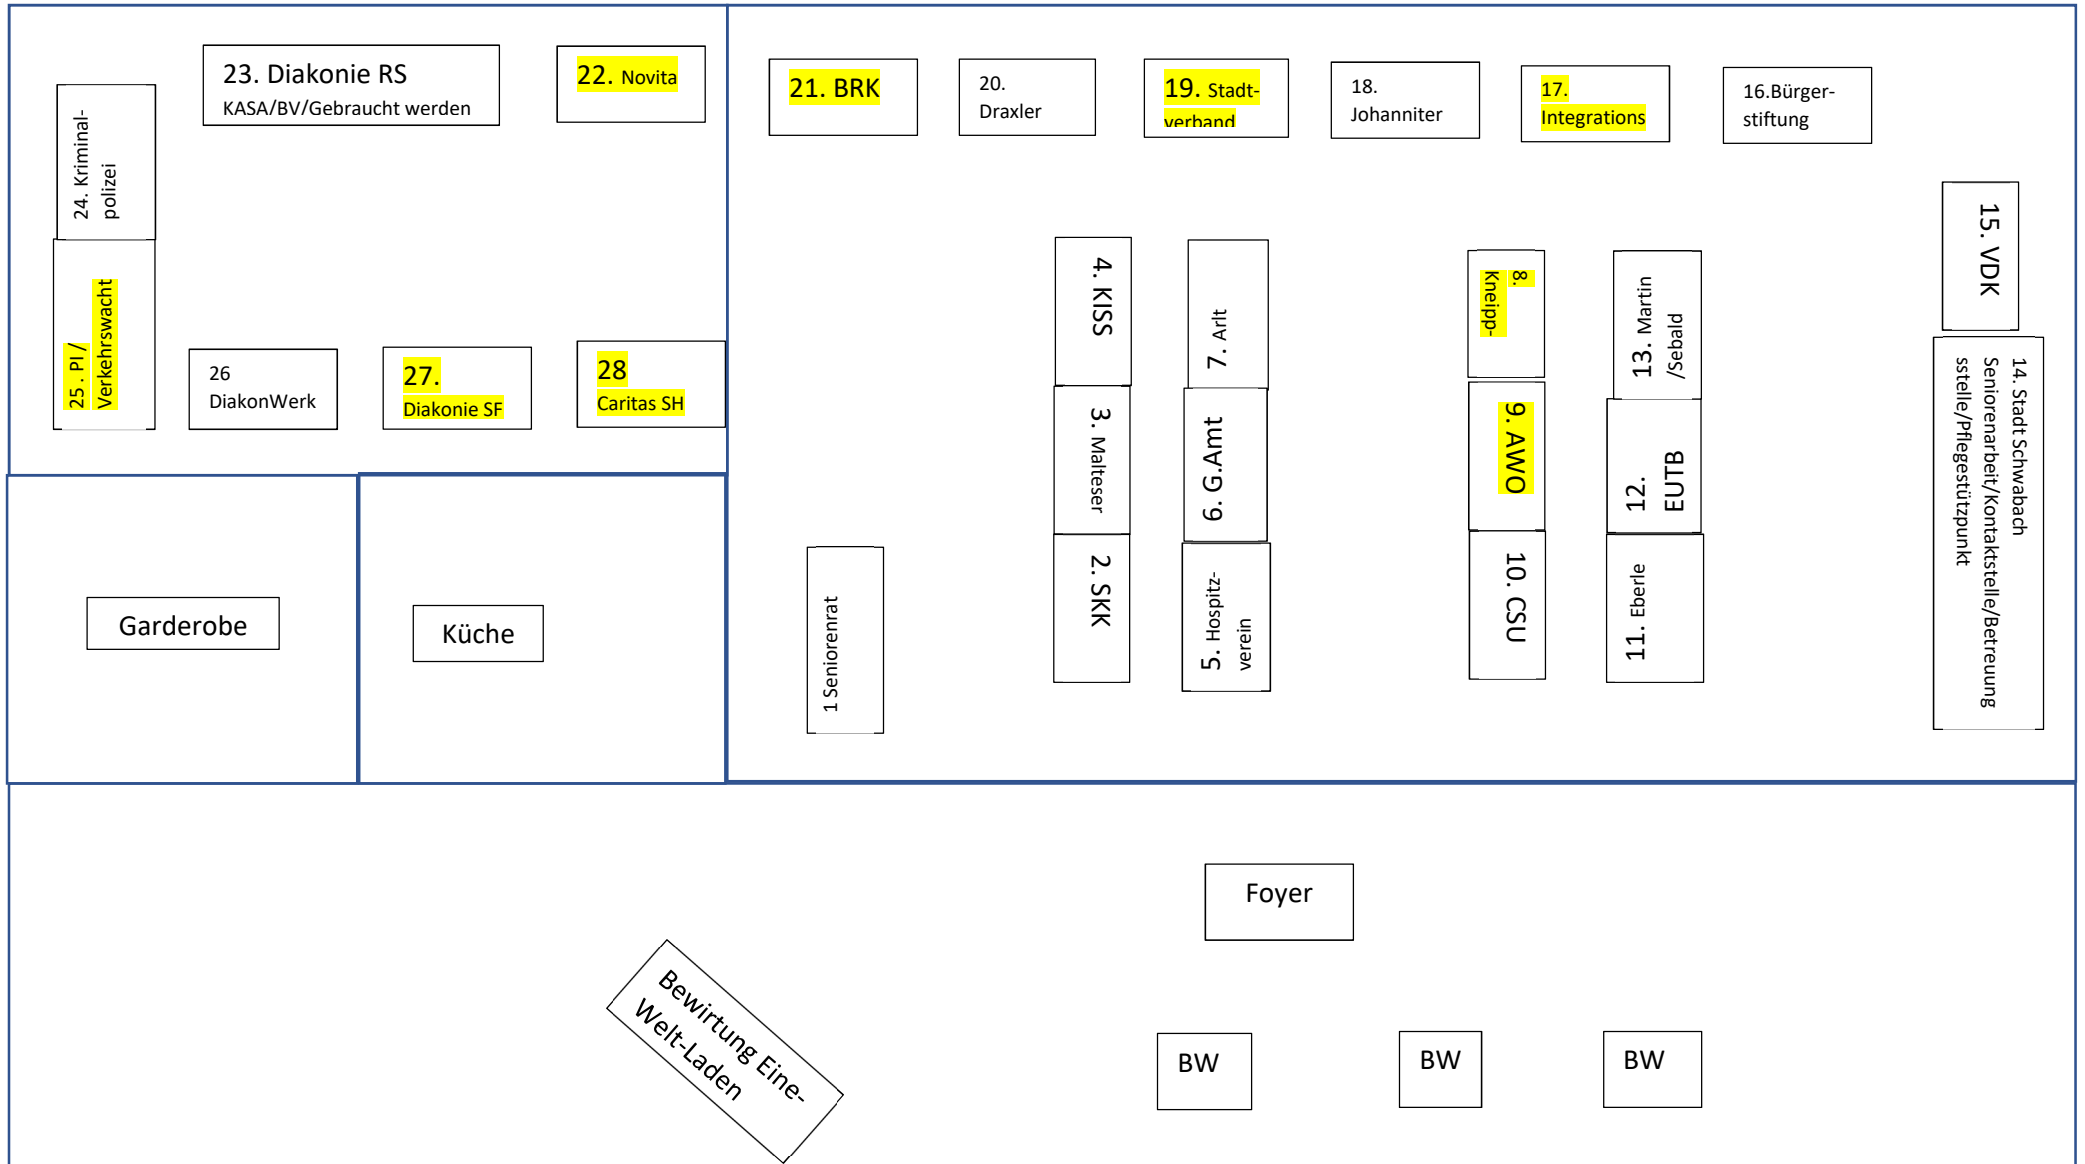 23. Diakonie RS
KASA/BV/Gebraucht werden
22. Novita
21. BRK
20.
Draxler
19. Stadt-
verband
18.
Johanniter
17.
Integrations
16.Bürger-
stiftung
24. Kriminal-
polizei
25 . PI /
Verkehrswacht
26
DiakonWerk
27.
Diakonie SF
28
Caritas SH
4. KISS
3. Malteser
2. SKK
7. Arlt
6. G.Amt
5. Hospitz-
verein
8.
Kneipp-
9. AWO
10. CSU
13. Martin
/Sebald
12.
EUTB
11. Eberle
15. VDK
14. Stadt Schwabach
Seniorenarbeit/Kontaktstelle/Betreuung
sstelle/Pflegestützpunkt
1 Seniorenrat
Garderobe
Küche
Foyer
Bewirtung Eine-
Welt-Laden
BW
BW
BW